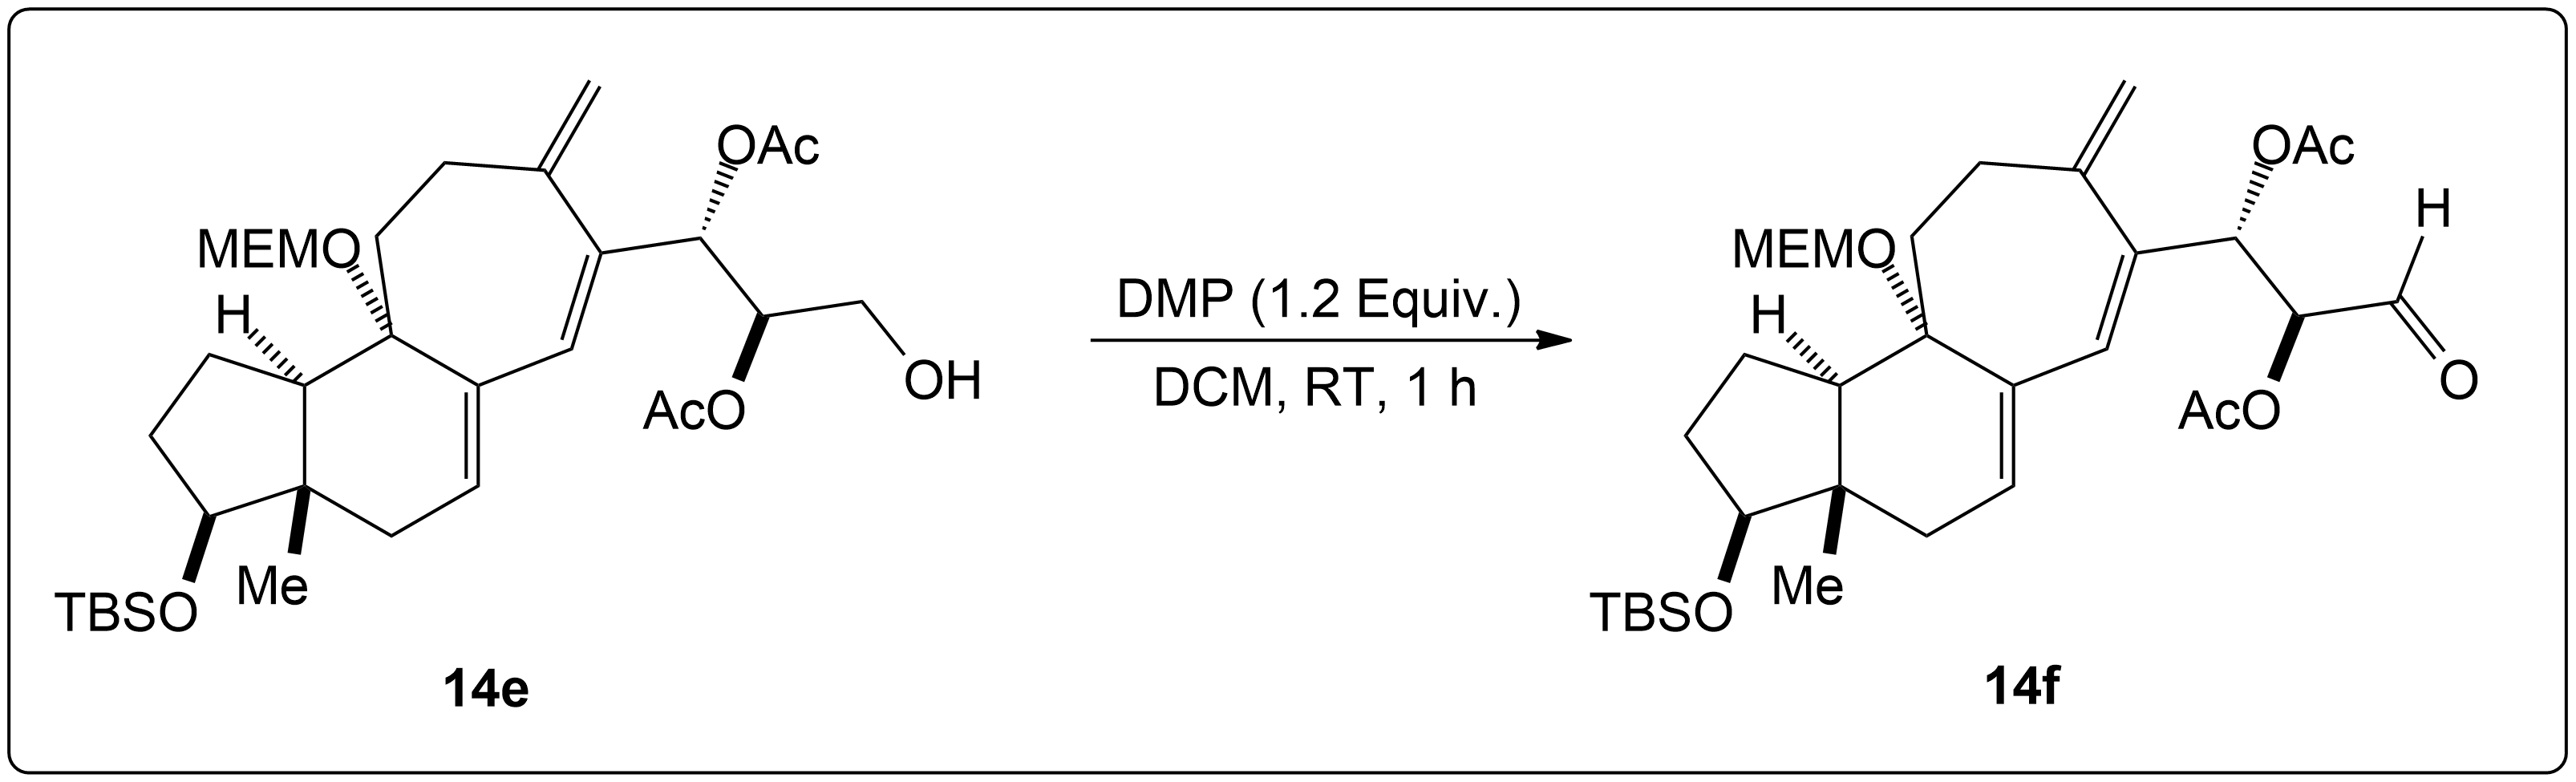 OAc
MEMO
H
OH
AcO
Me
TBSO
14e
DMP (1.2 Equiv.)
DCM, RT, 1 h
OAc
H
MEMO
H
O
AcO
Me
TBSO
14f